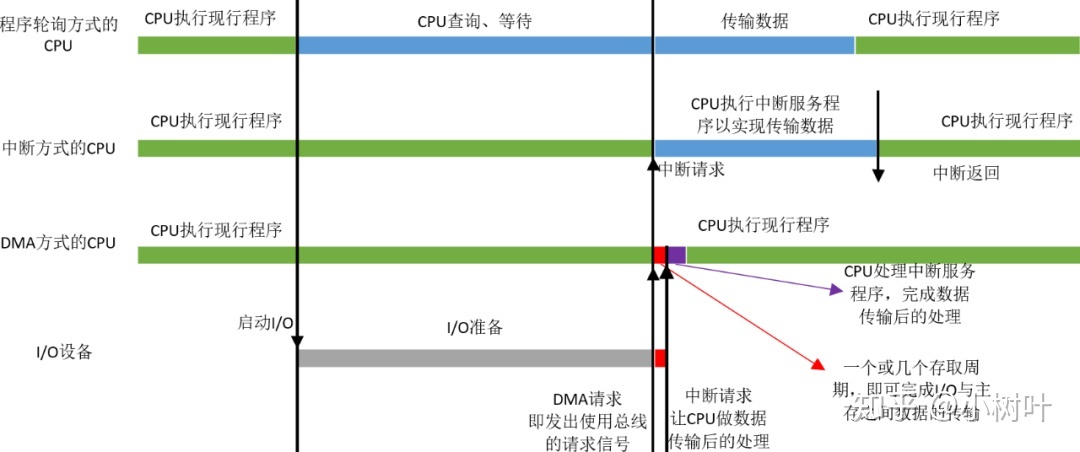 程序轮询方式的
CPU
CPU执行现行程序
CPU查询、等待
传输数据
CPU执行现行程序
中断方式的CPU
CPU执行现行程序
CPU执行中断服务程
序以实现传输数据
CPU执行现行程序
中断请求
中断返回
DMA方式的CPU
CPU执行现行程序
CPU执行现行程序
CPU处理中断服务
程序，完成数据
传输后的处理
I/O设备
启动I/O
I/O准备
DMA请求
即发出使用总线
的请求信号
中断请求
让CPU做数据
传输后的处理
一个或几个存取周
期，即可完成I/O与主
存之间数据的传输
知乎 @小树叶